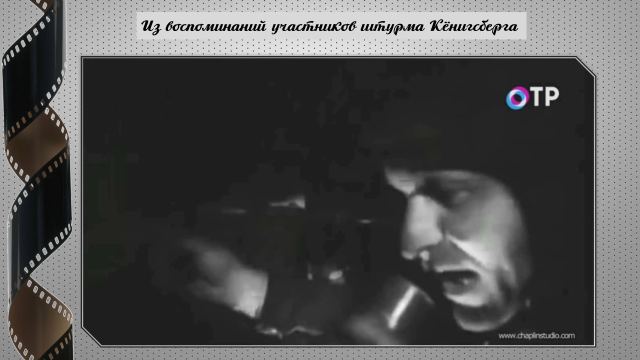 Из воспоминаний участников штурма Кёнигсберга
ОТР
www.chaplinstudio.com